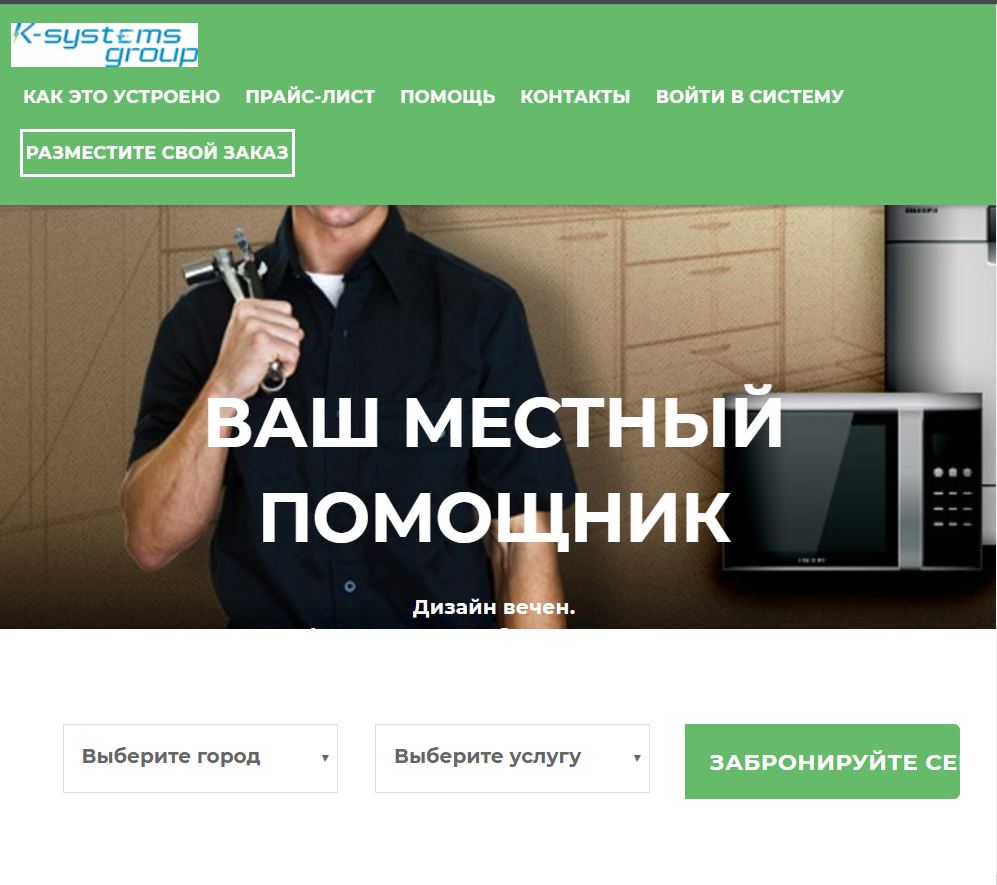 K-systems
group
КАК ЭТО УСТРОЕНО ПРАЙС-ЛИСТ ПОМОЩЬ КОНТАКТЫ ВОЙТИ В СИСТЕМУ
РАЗМЕСТИТЕ СВОЙ ЗАКАЗ
ВАШ МЕСТНЫЙ
ПОМОЩНИК
Дизайн вечен.
Выберите город
Выберите услугу
ЗАБРОНИРУЙТЕ СЕ